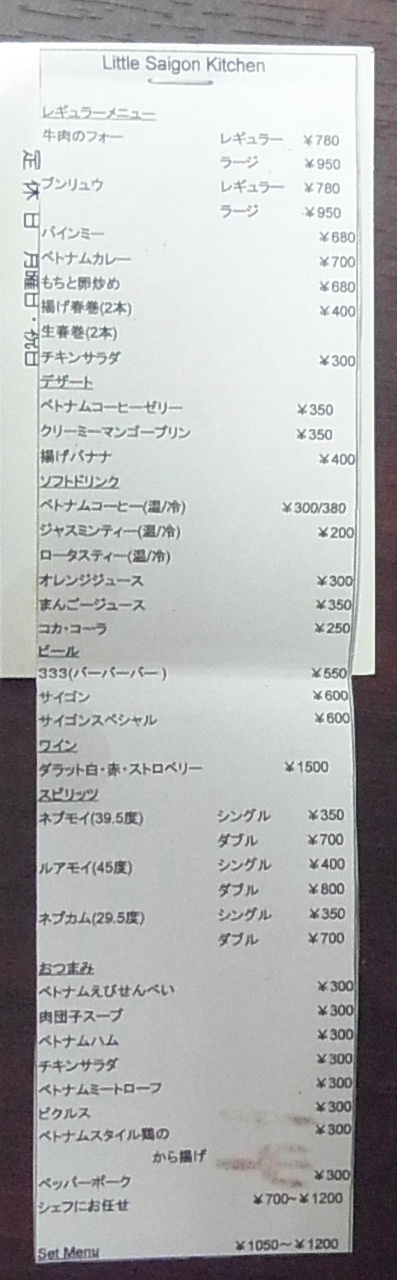 Little Saigon Kitchen
レギュラーメニュー
牛肉のフォー レギュラー ¥780
ラージ ¥950
ブンリュウ レギュラー ¥780
ラージ ¥950
バインミー ¥680
ベトナムカレー ¥700
もちと卵炒め ¥680
揚げ春巻(2本) ¥400
生春巻(2本)
チキンサラダ ¥300
デザート
ベトナムコーヒーゼリー ¥350
クリーミーマンゴープリン ¥350
揚げバナナ ¥400
ソフトドリンク
ベトナムコーヒー(温/冷) ¥300/380
ジャスミンティー(温/冷) ¥200
ロータスティー(温/冷)
オレンジジュース ¥300
まんごージュース ¥350
コカ・コーラ ¥250
ビール
333(バーバーバー) ¥550
サイゴン ¥600
サイゴンスペシャル ¥600
ワイン
ダラット白・赤・ストロベリー ¥1500
スピリッツ
ネプモイ(39.5度) シングル ¥350
ダブル ¥700
ルアモイ(45度) シングル ¥400
ダブル ¥800
ネプカム(29.5度) シングル ¥350
ダブル ¥700
おつまみ
ベトナムえびせんべい ¥300
肉団子スープ ¥300
ベトナムハム ¥300
チキンサラダ ¥300
ベトナムミートローフ ¥300
ピクルス ¥300
ベトナムスタイル鶏の ¥300
から揚げ
ペッパーポーク ¥300
シェフにお任せ ¥700~¥1200
Set Menu ¥1050~¥1200
定休日 月曜日・祝日